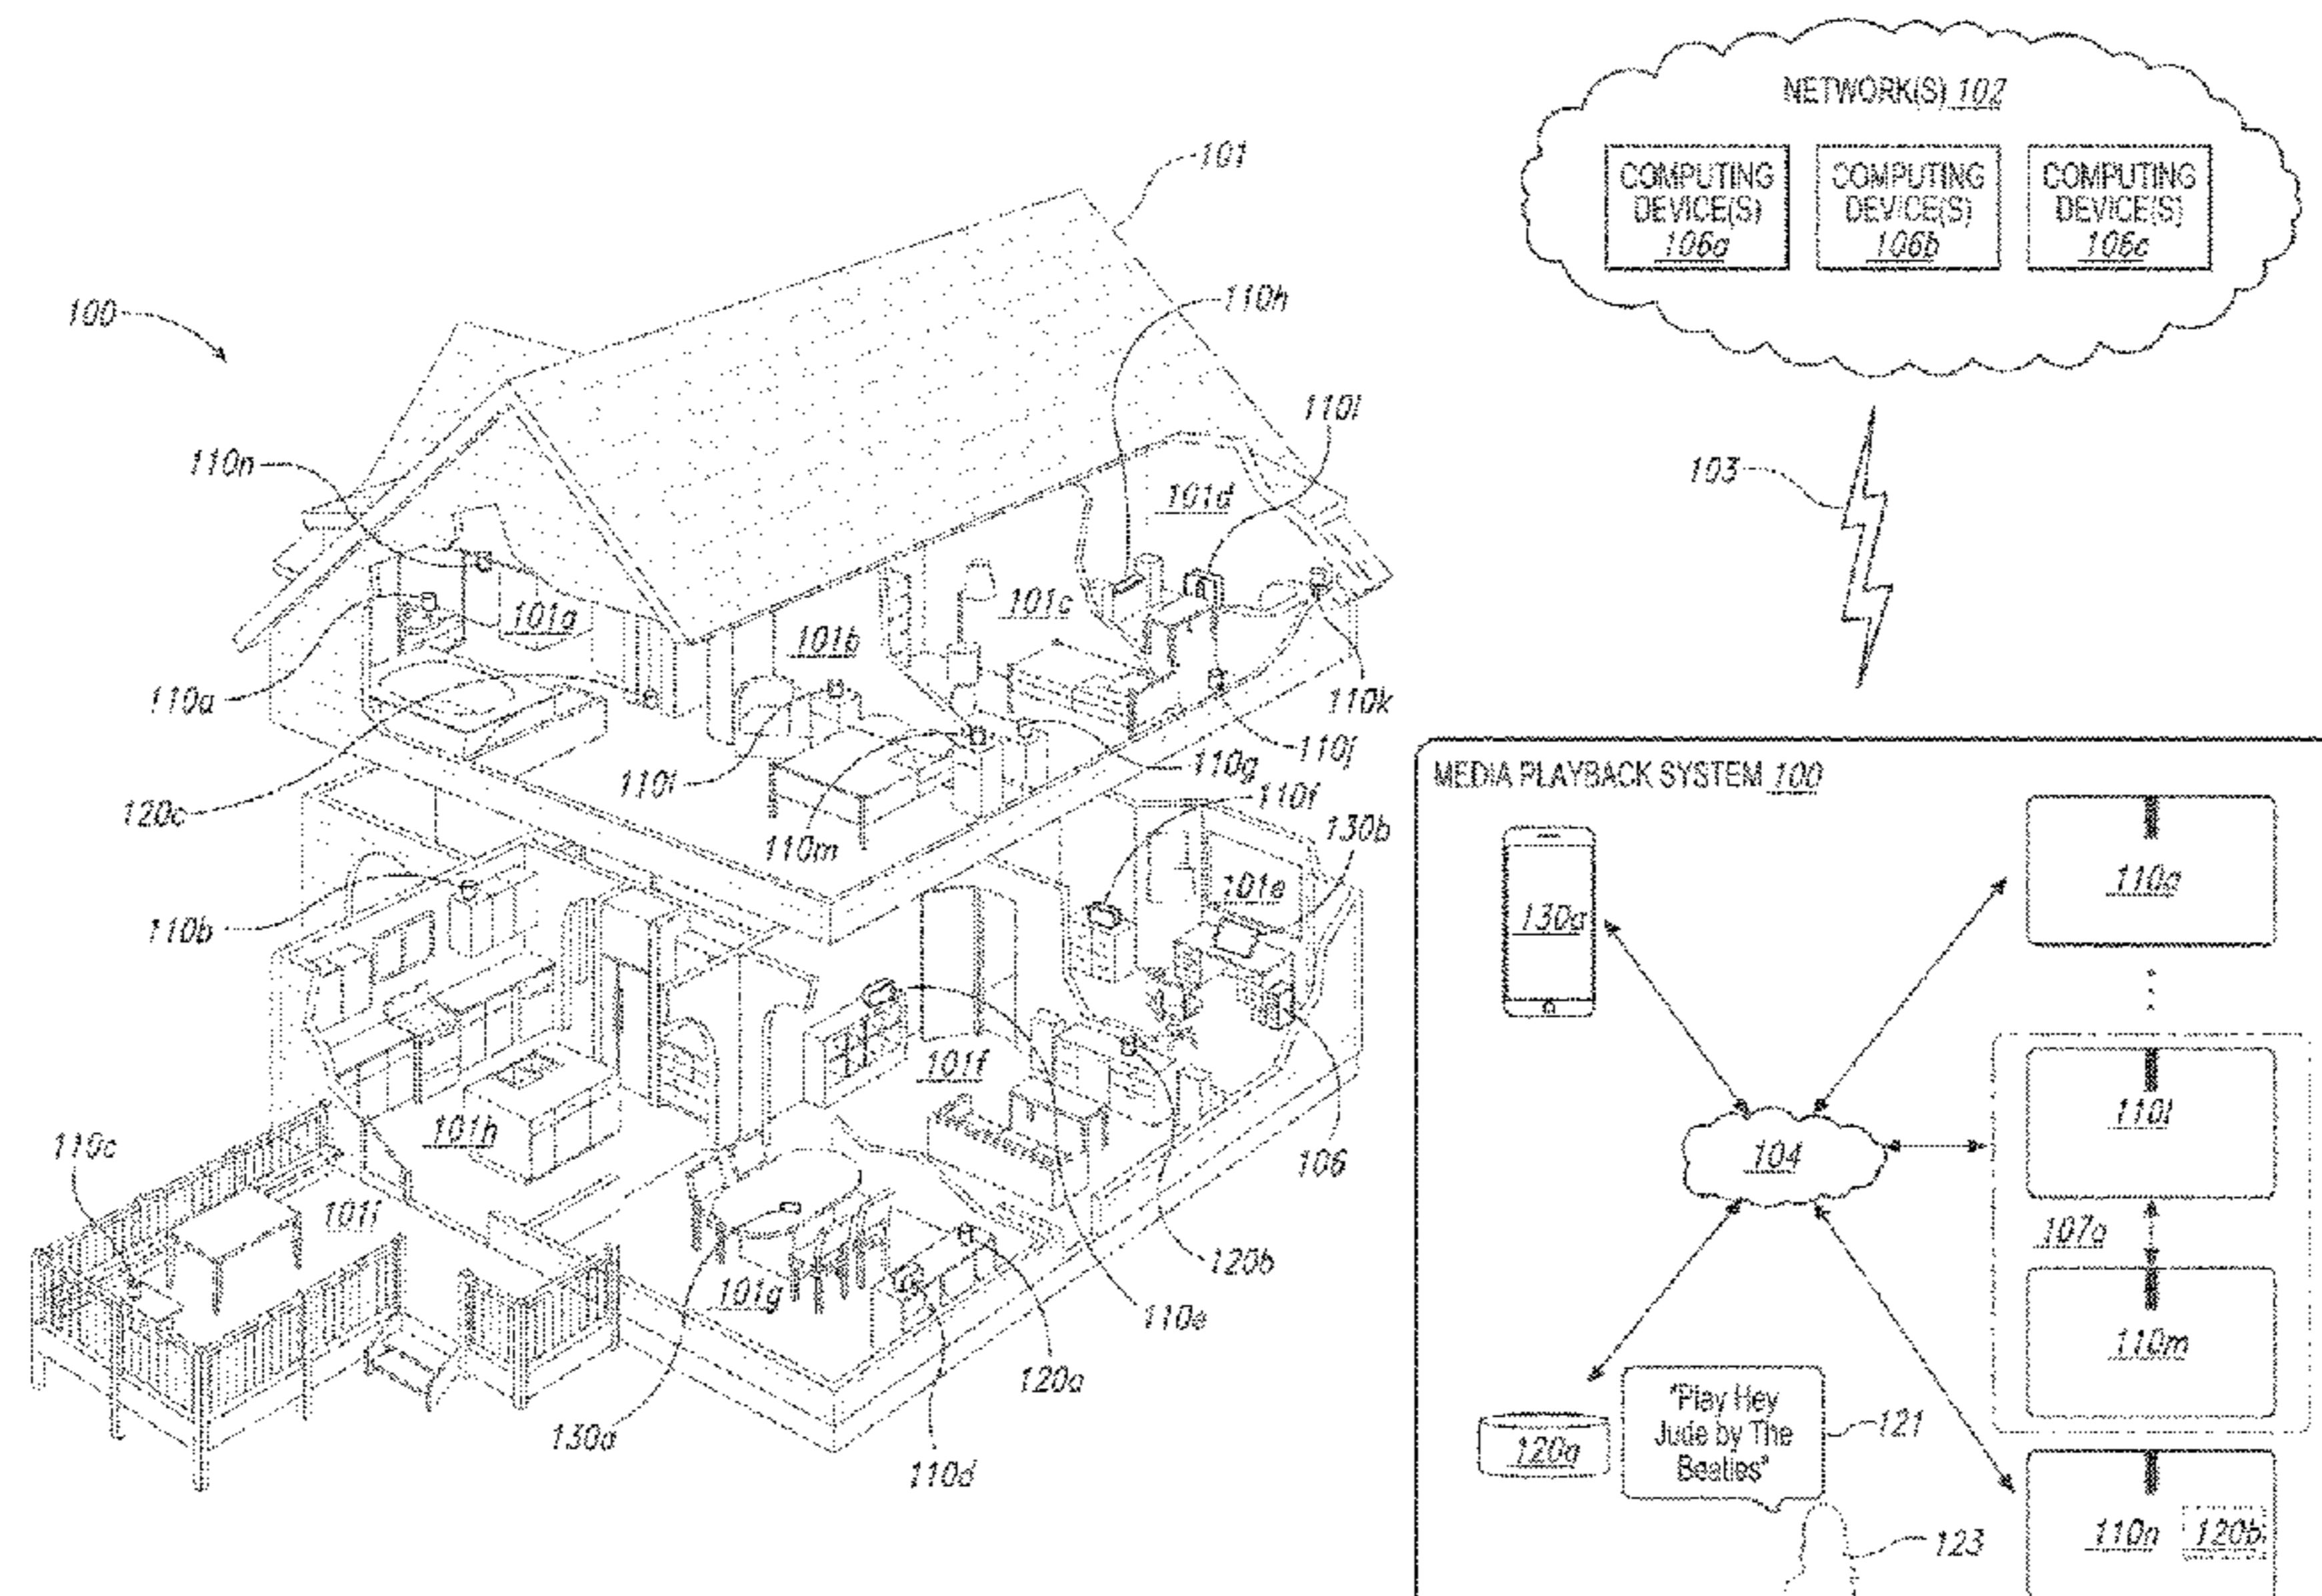 101
100
110h
110l
110n
101d
101a
101b
101c
110a
110k
110j
110g
110i
110f
120c
110m
130b
110b
101e
101f
101h
106
110c
101i
120b
101g
110e
120a
130a
110d
NETWORK(S) 102
COMPUTING
DEVICE(S)
106a
COMPUTING
DEVICE(S)
106b
COMPUTING
DEVICE(S)
106c
103
MEDIA PLAYBACK SYSTEM 100
130a
110a
110l
104
107a
110m
"Play Hey
Jude by The
Beatles"
121
120a
110n
120b
123